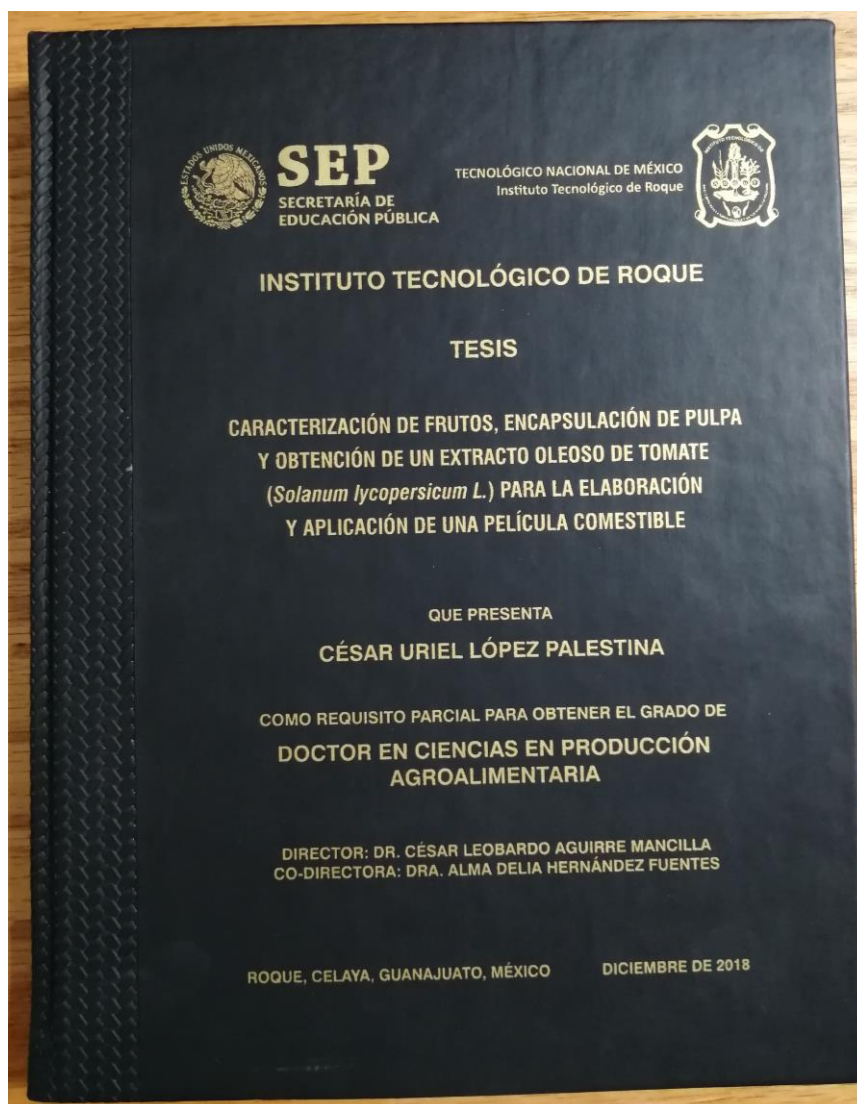 ESTADOS UNIDOS MEXICANOS
SEP
SECRETARÍA DE
EDUCACIÓN PÚBLICA
TECNOLÓGICO NACIONAL DE MÉXICO
Instituto Tecnológico de Roque
INSTITUTO TECNOLÓGICO DE ROQUE
TESIS
CARACTERIZACIÓN DE FRUTOS, ENCAPSULACIÓN DE PULPA
Y OBTENCIÓN DE UN EXTRACTO OLEOSO DE TOMATE
(Solanum lycopersicum L.) PARA LA ELABORACIÓN
Y APLICACIÓN DE UNA PELÍCULA COMESTIBLE
QUE PRESENTA
CÉSAR URIEL LÓPEZ PALESTINA
COMO REQUISITO PARCIAL PARA OBTENER EL GRADO DE
DOCTOR EN CIENCIAS EN PRODUCCIÓN
AGROALIMENTARIA
DIRECTOR: DR. CÉSAR LEOBARDO AGUIRRE MANCILLA
CO-DIRECTORA: DRA. ALMA DELIA HERNÁNDEZ FUENTES
ROQUE, CELAYA, GUANAJUATO, MÉXICO DICIEMBRE DE 2018